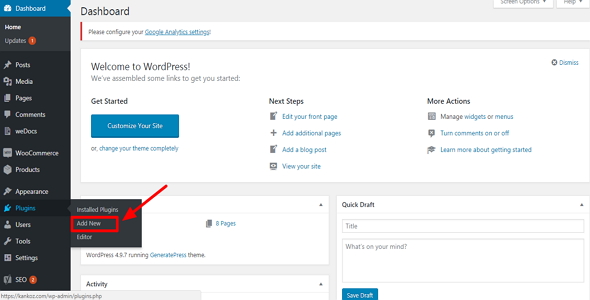 Dashboard
Home
Updates 1
Posts
Media
Pages
Comments
weDocs
WooCommerce
Products
Appearance
Plugins
Users
Tools
Settings
SEO 2
Installed Plugins
Add New
Editor
Screen Options
Help
Dashboard
Please configure your Google Analytics settings!
Welcome to WordPress!
Dismiss
We've assembled some links to get you started:
Get Started
Customize Your Site
or, change your theme completely
Next Steps
Edit your front page
Add additional pages
Add a blog post
View your site
More Actions
Manage widgets or menus
Turn comments on or off
Learn more about getting started
8 Pages
WordPress 4.9.7 running GeneratePress theme.
Activity
Quick Draft
Title
What's on your mind?
Save Draft
https://kankoz.com/wp-admin/plugins.php